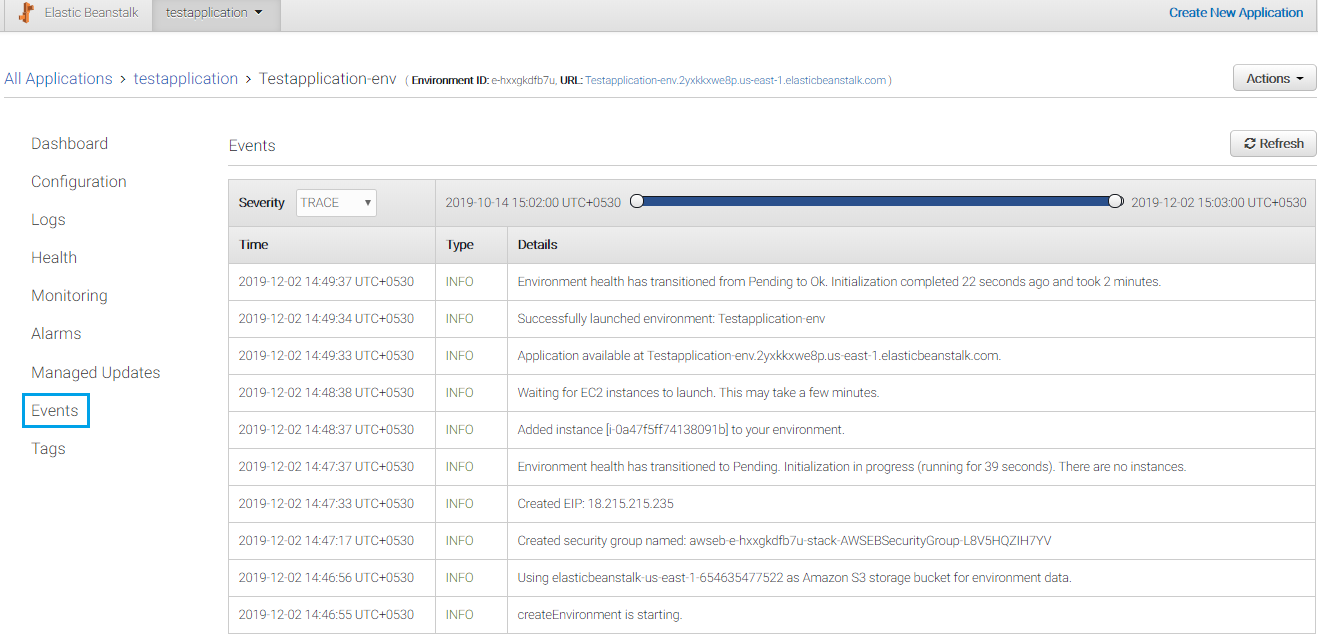 Elastic Beanstalk testapplication Create New Application
All Applications > testapplication > Testapplication-env ( Environment ID: e-hxxgkdfb7u, URL: Testapplication-env.2yxkkxwe8p.us-east-1.elasticbeanstalk.com )
Actions
Dashboard
Configuration
Logs
Health
Monitoring
Alarms
Managed Updates
Events
Tags
Events
Refresh
Severity TRACE 2019-10-14 15:02:00 UTC+0530 2019-12-02 15:03:00 UTC+0530
Time Type Details
2019-12-02 14:49:37 UTC+0530 INFO Environment health has transitioned from Pending to Ok. Initialization completed 22 seconds ago and took 2 minutes.
2019-12-02 14:49:34 UTC+0530 INFO Successfully launched environment: Testapplication-env
2019-12-02 14:49:33 UTC+0530 INFO Application available at Testapplication-env.2yxkkxwe8p.us-east-1.elasticbeanstalk.com.
2019-12-02 14:48:38 UTC+0530 INFO Waiting for EC2 instances to launch. This may take a few minutes.
2019-12-02 14:48:37 UTC+0530 INFO Added instance [i-0a47f5ff74138091b] to your environment.
2019-12-02 14:47:37 UTC+0530 INFO Environment health has transitioned to Pending. Initialization in progress (running for 39 seconds). There are no instances.
2019-12-02 14:47:33 UTC+0530 INFO Created EIP: 18.215.215.235
2019-12-02 14:47:17 UTC+0530 INFO Created security group named: awseb-e-hxxgkdfb7u-stack-AWSEBSecurityGroup-L8V5HQZIH7YV
2019-12-02 14:46:56 UTC+0530 INFO Using elasticbeanstalk-us-east-1-654635477522 as Amazon S3 storage bucket for environment data.
2019-12-02 14:46:55 UTC+0530 INFO createEnvironment is starting.